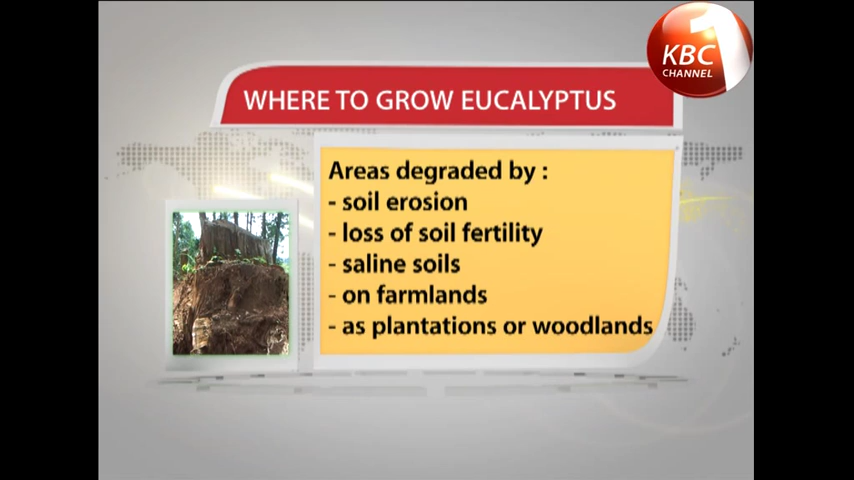 KBC 1
CHANNEL
WHERE TO GROW EUCALYPTUS
Areas degraded by :
- soil erosion
- loss of soil fertility
- saline soils
- on farmlands
- as plantations or woodlands